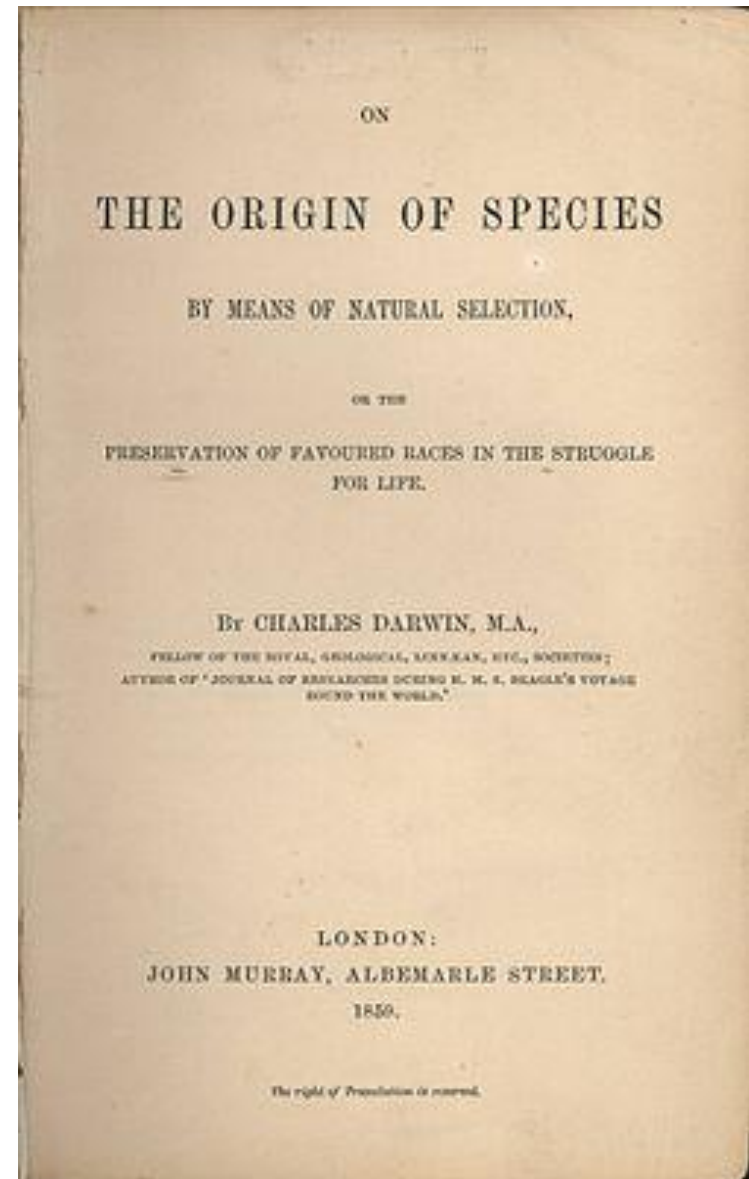 ON
THE ORIGIN OF SPECIES
BY MEANS OF NATURAL SELECTION,
OR THE
PRESERVATION OF FAVOURED RACES IN THE STRUGGLE
FOR LIFE.
BY CHARLES DARWIN, M.A.,
FELLOW OF THE ROYAL, GEOLOGICAL, LINNÆAN, ETC., SOCIETIES;
AUTHOR OF 'JOURNAL OF RESEARCHES DURING H. M. S. BEAGLE'S VOYAGE
ROUND THE WORLD.'
LONDON:
JOHN MURRAY, ALBEMARLE STREET.
1859.
The right of Translation is reserved.